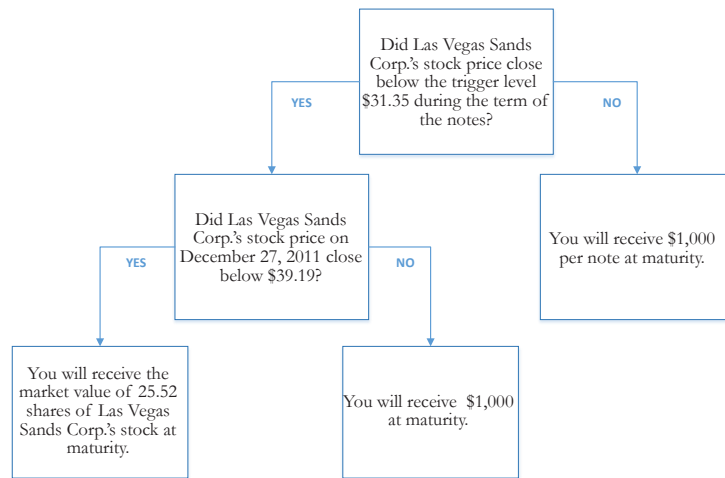 Did Las Vegas Sands
Corp.'s stock price close
below the trigger level
$31.35 during the term of
the notes?
YES
NO
Did Las Vegas Sands
Corp.'s stock price on
December 27, 2011 close
below $39.19?
You will receive $1,000
per note at maturity.
YES
NO
You will receive the
market value of 25.52
shares of Las Vegas
Sands Corp.'s stock at
maturity.
You will receive $1,000
at maturity.